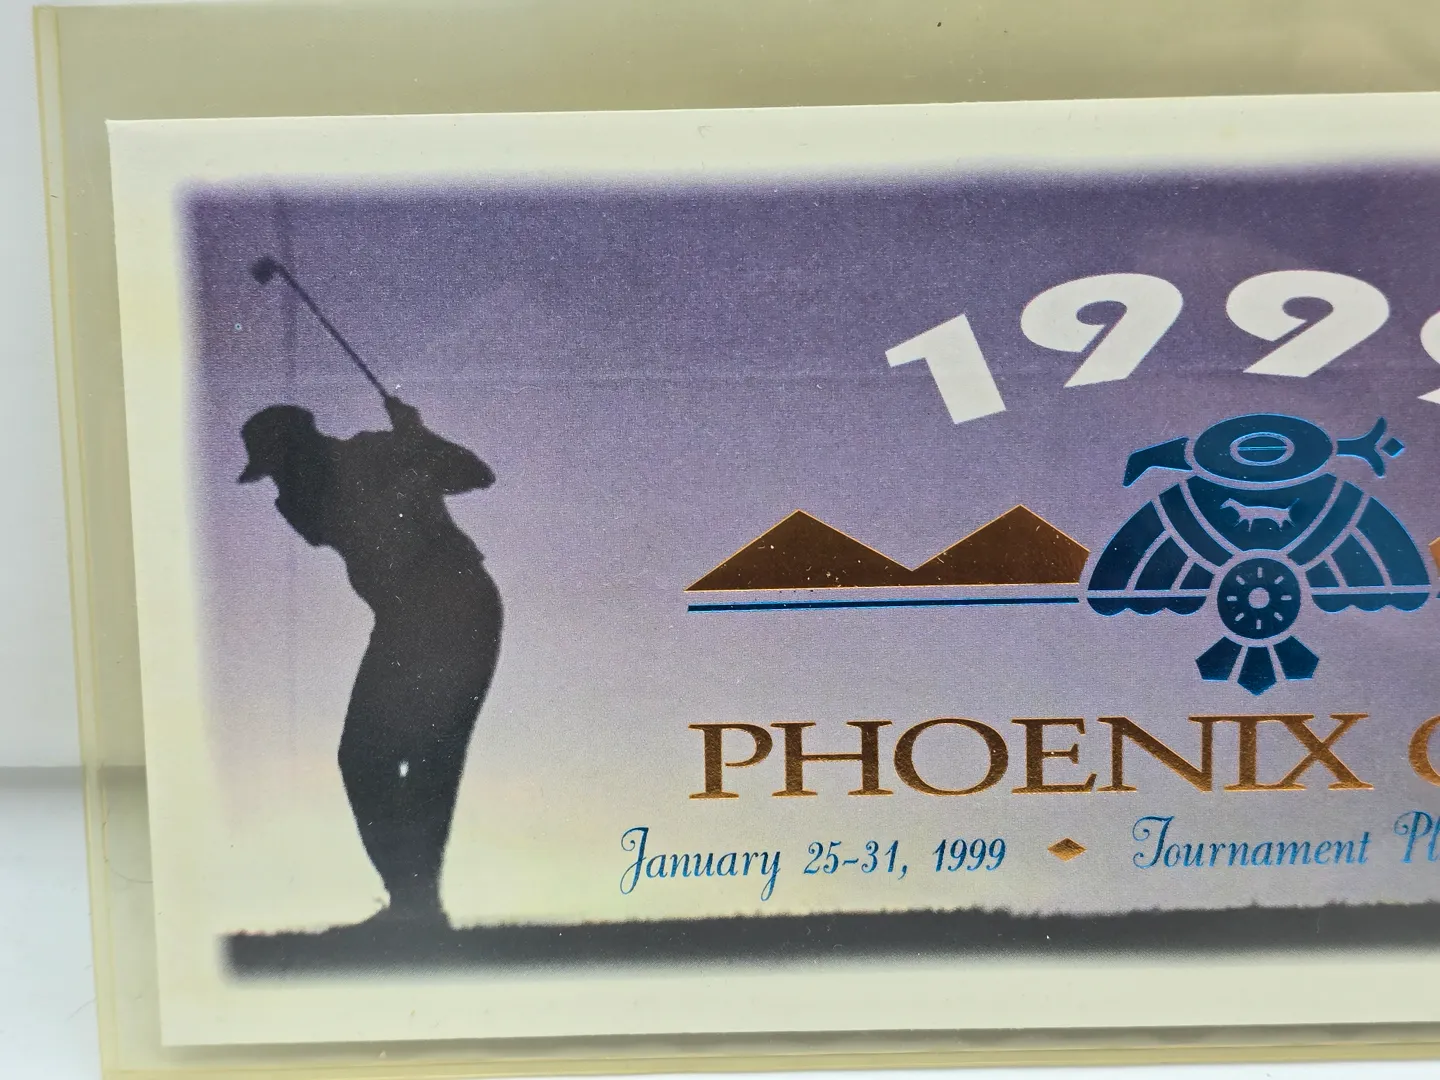 199
PHOENIX
January 25-31, 1999 ◆ Tournament